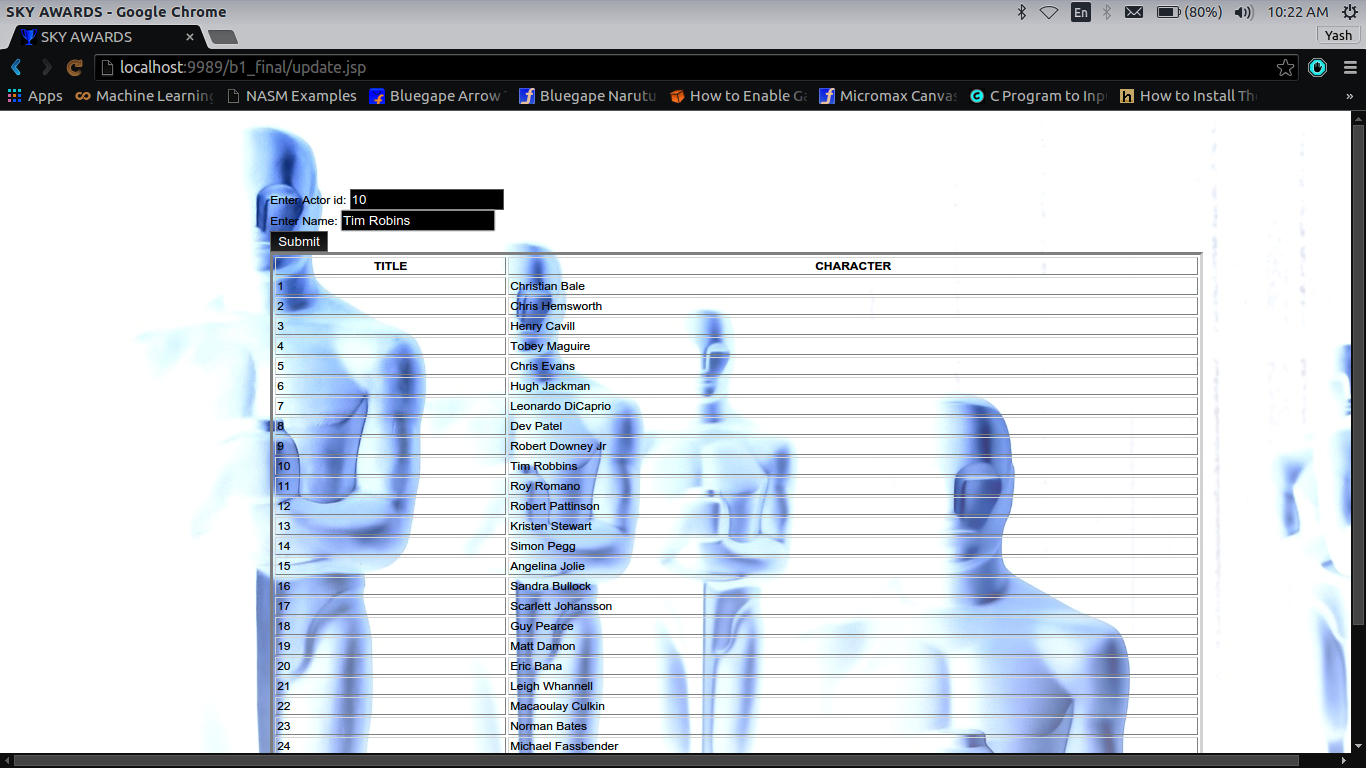 SKY AWARDS - Google Chrome En (80%) 10:22 AM
SKY AWARDS × Yash
localhost:9989/b1_final/update.jsp
Apps Machine Learning NASM Examples Bluegape Arrow Bluegape Narutu How to Enable Ga Micromax Canvas C Program to Inp How to Install Th »
Enter Actor id: 10
Enter Name: Tim Robins
Submit
TITLE CHARACTER
1 Christian Bale
2 Chris Hemsworth
3 Henry Cavill
4 Tobey Maguire
5 Chris Evans
6 Hugh Jackman
7 Leonardo DiCaprio
8 Dev Patel
9 Robert Downey Jr
10 Tim Robbins
11 Roy Romano
12 Robert Pattinson
13 Kristen Stewart
14 Simon Pegg
15 Angelina Jolie
16 Sandra Bullock
17 Scarlett Johansson
18 Guy Pearce
19 Matt Damon
20 Eric Bana
21 Leigh Whannell
22 Macaoulay Culkin
23 Norman Bates
24 Michael Fassbender